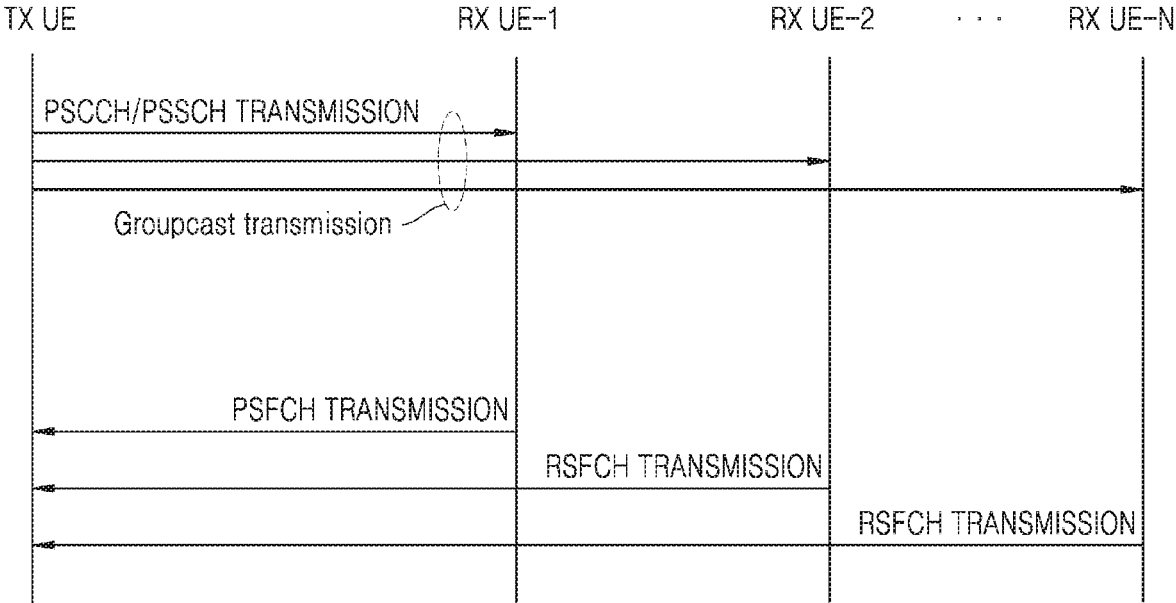 TX UE RX UE-1 RX UE-2 . . . RX UE-N
PSCCH/PSSCH TRANSMISSION
Groupcast transmission
PSFCH TRANSMISSION
RSFCH TRANSMISSION
RSFCH TRANSMISSION